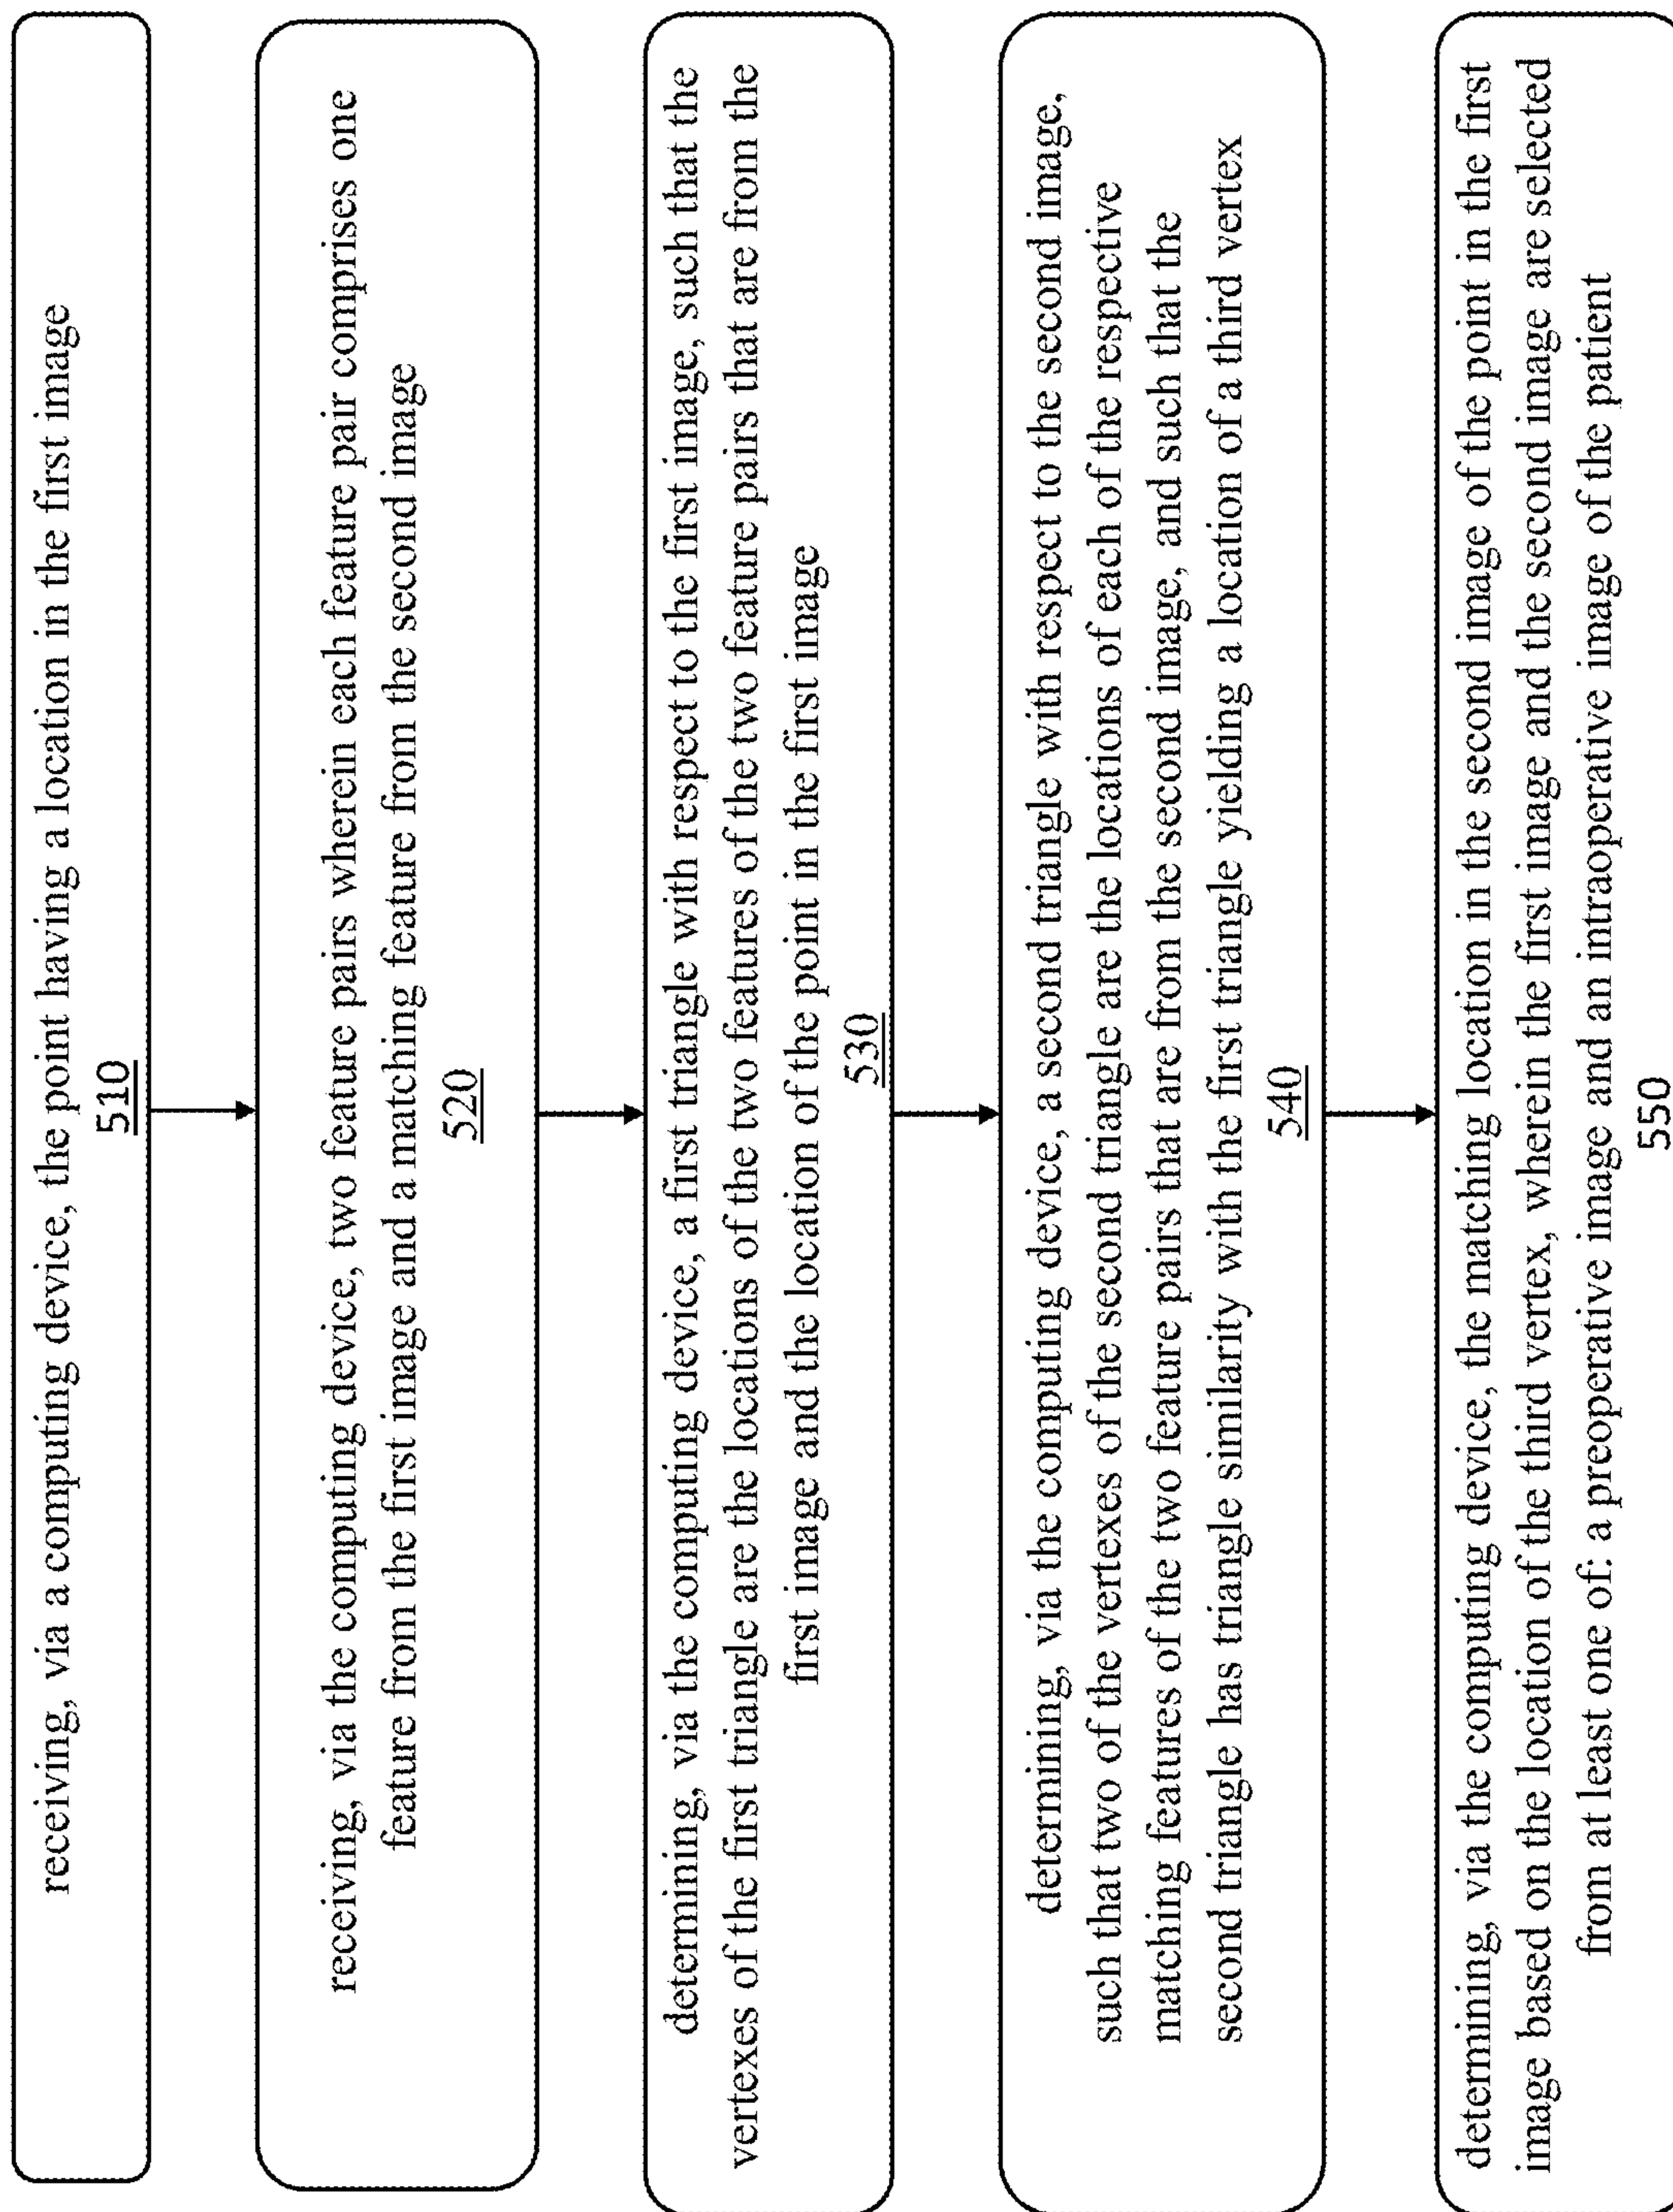 receiving, via a computing device, the point having a location in the first image
510
receiving, via the computing device, two feature pairs wherein each feature pair comprises one
feature from the first image and a matching feature from the second image
520
determining, via the computing device, a first triangle with respect to the first image, such that the
vertexes of the first triangle are the locations of the two features of the two feature pairs that are from the
first image and the location of the point in the first image
530
determining, via the computing device, a second triangle with respect to the second image,
such that two of the vertexes of the second triangle are the locations of each of the respective
matching features of the two feature pairs that are from the second image, and such that the
second triangle has triangle similarity with the first triangle yielding a location of a third vertex
540
determining, via the computing device, the matching location in the second image of the point in the first
image based on the location of the third vertex, wherein the first image and the second image are selected
from at least one of: a preoperative image and an intraoperative image of the patient
550